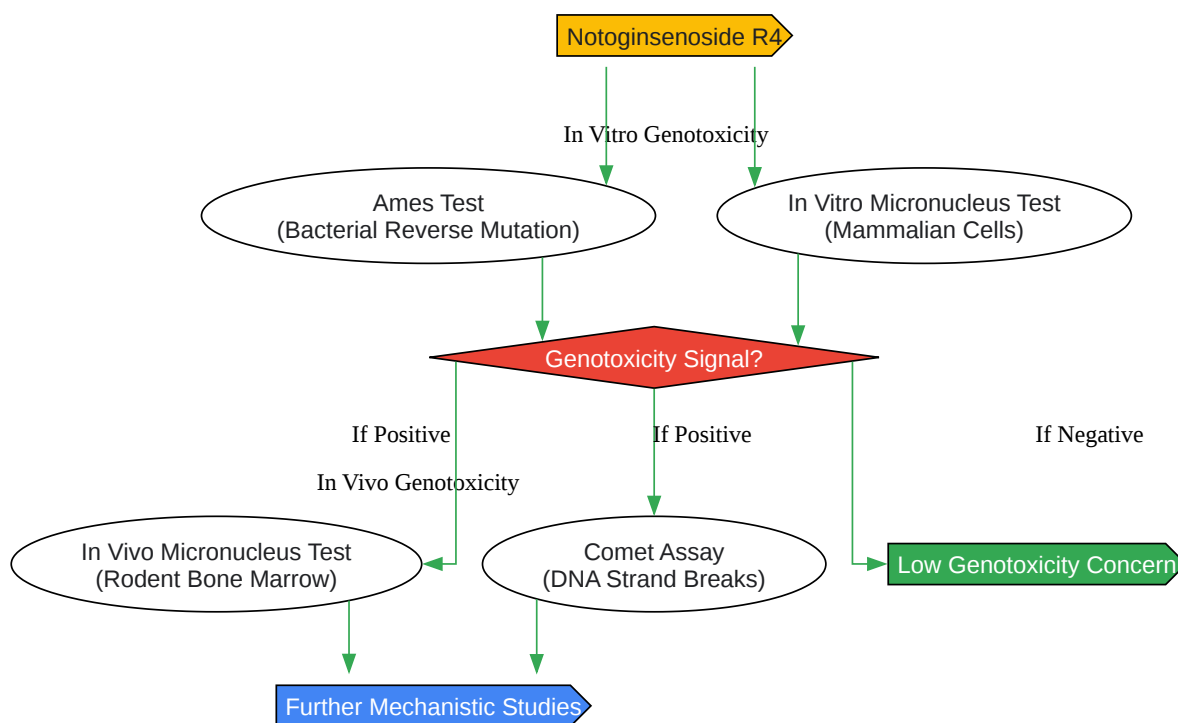 Notoginsenoside R4
In Vitro Genotoxicity
Ames Test
(Bacterial Reverse Mutation)
In Vitro Micronucleus Test
(Mammalian Cells)
Genotoxicity Signal?
If Positive
If Positive
If Negative
In Vivo Genotoxicity
In Vivo Micronucleus Test
(Rodent Bone Marrow)
Comet Assay
(DNA Strand Breaks)
Low Genotoxicity Concern
Further Mechanistic Studies